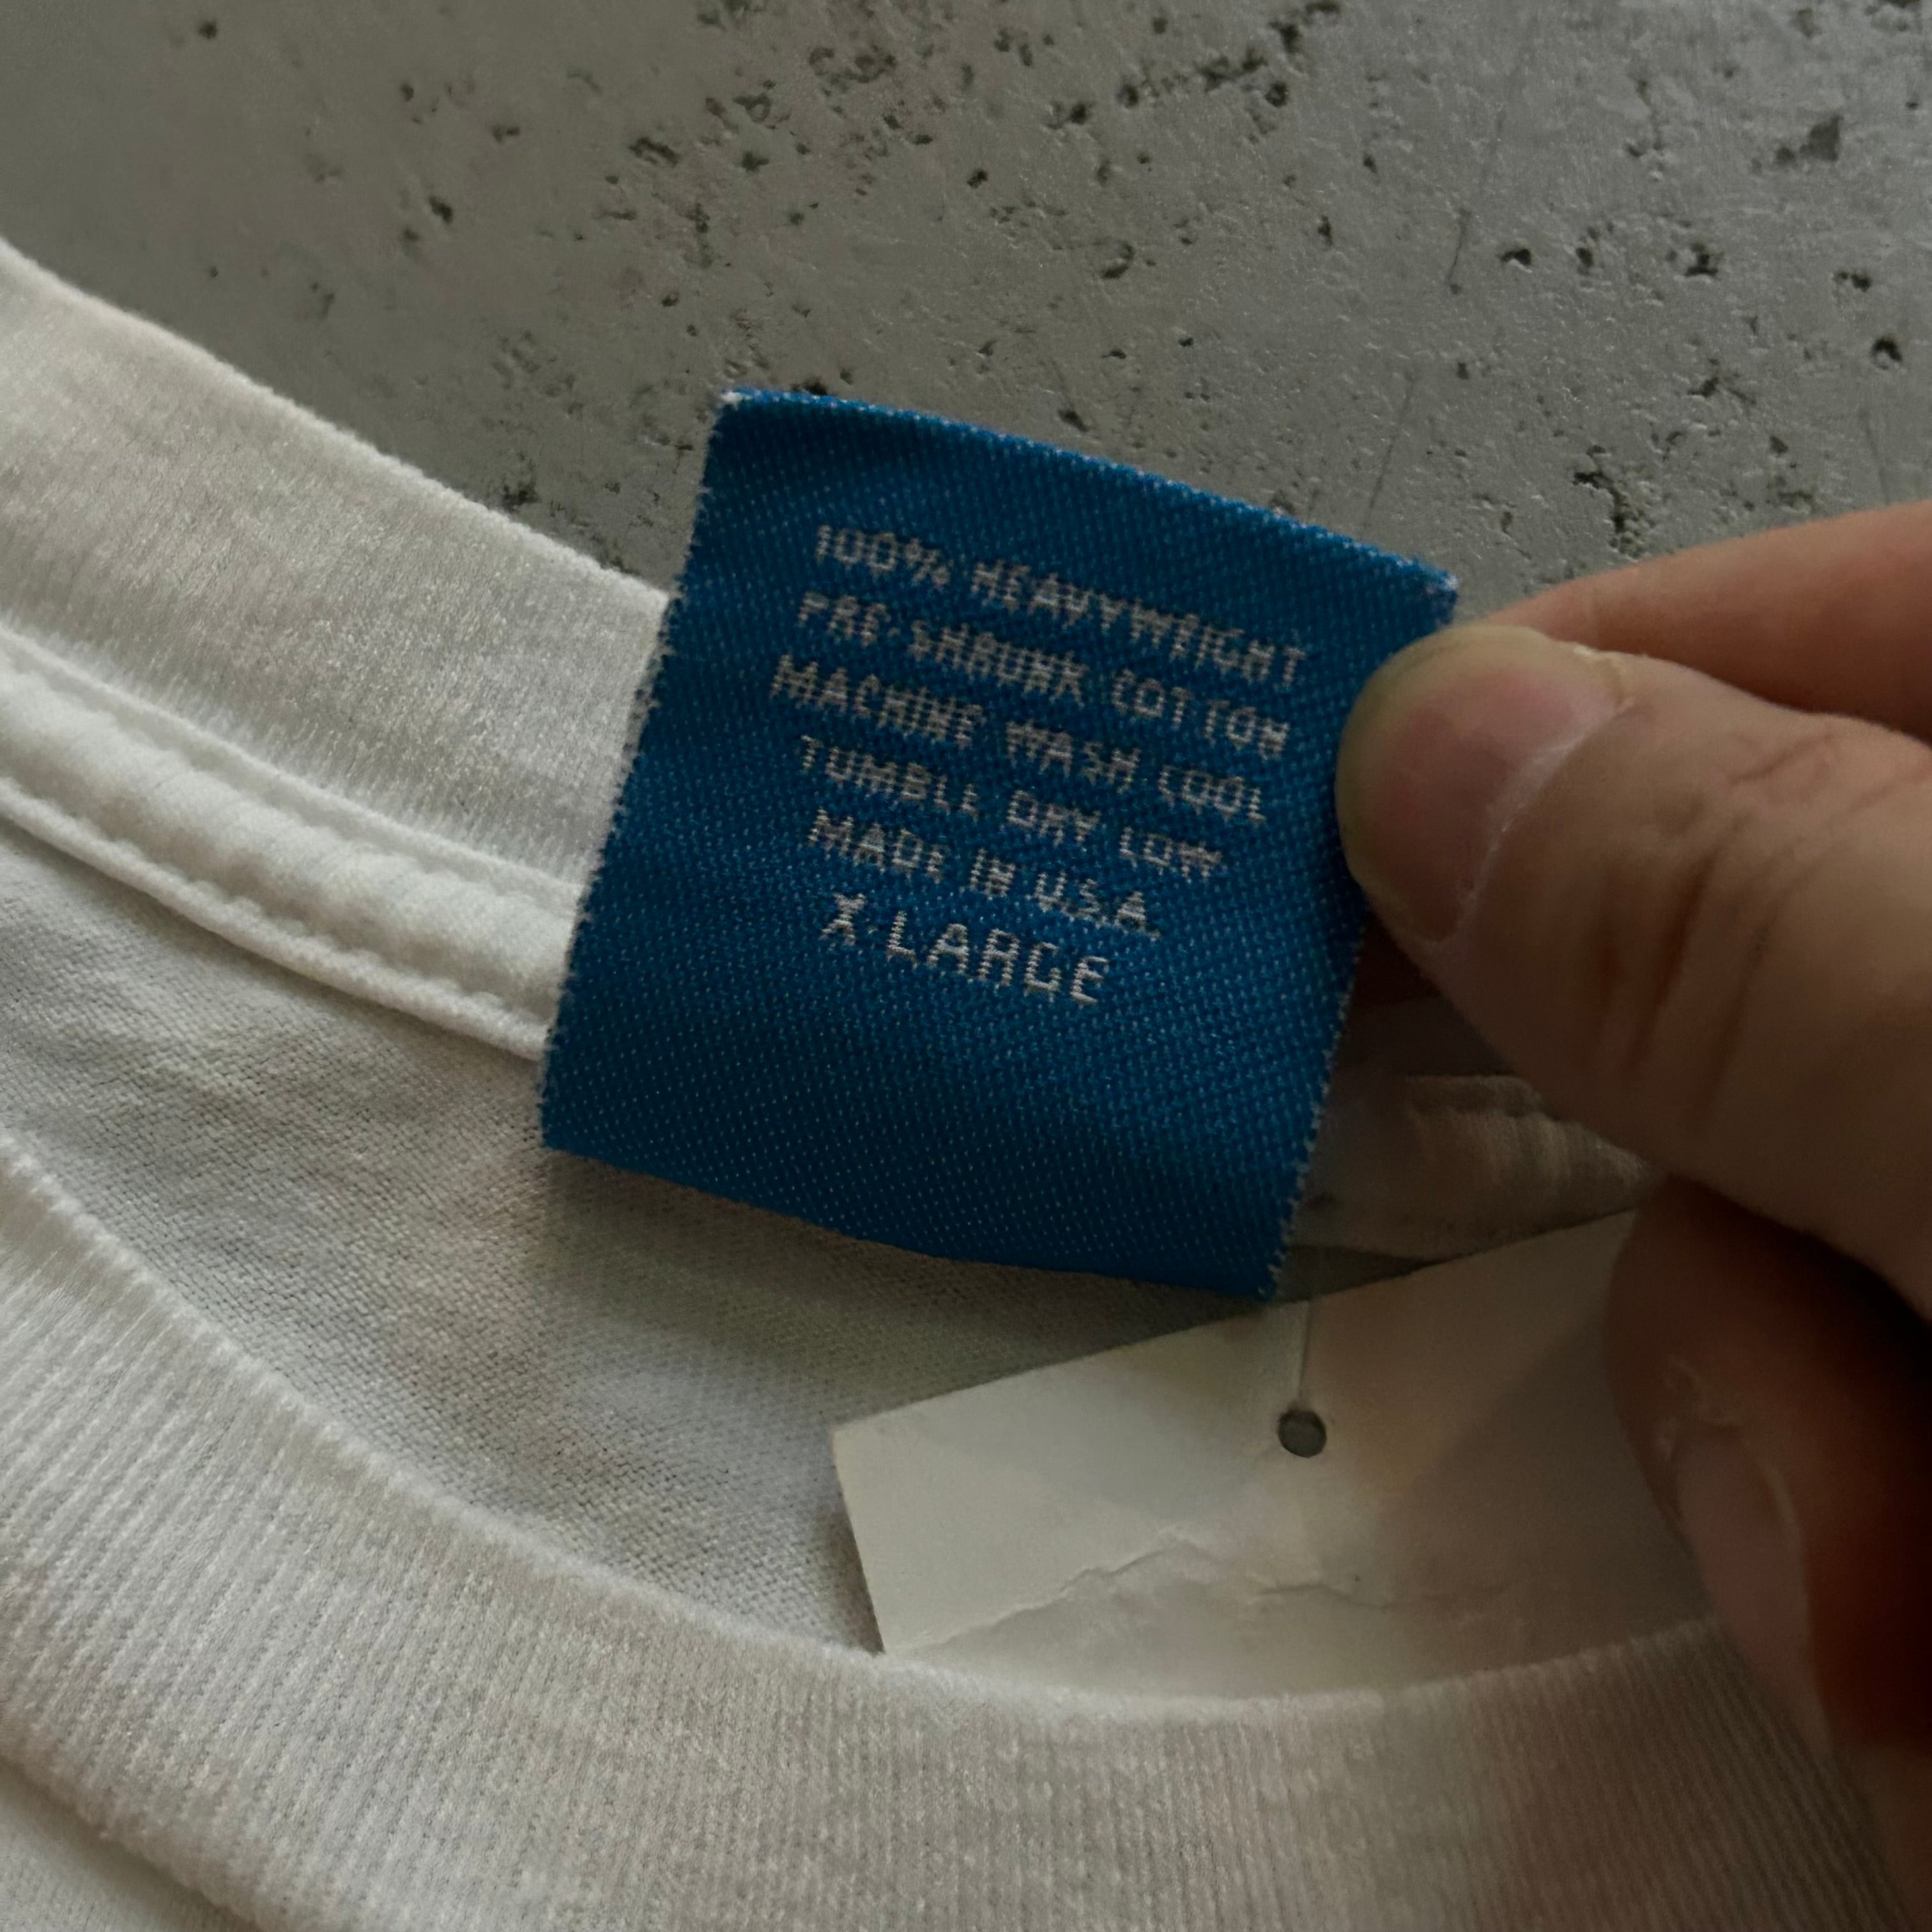 100% HEAVYWEIGHT
PRE-SHRUNK COTTON
MACHINE WASH COOL
TUMBLE DRY LOW
MADE IN U.S.A.
X-LARGE